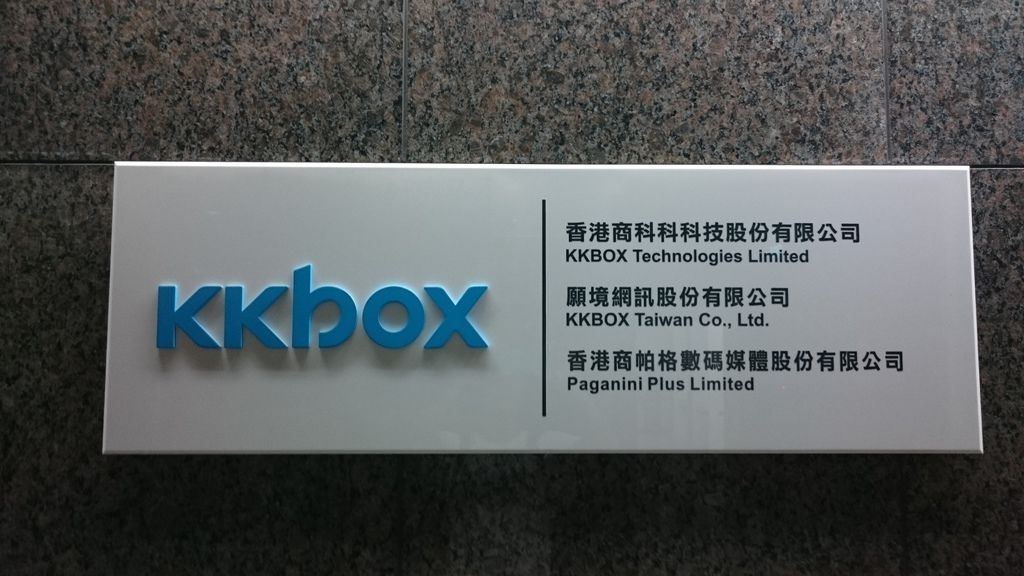 KKBOX
香港商科科科技股份有限公司
KKBOX Technologies Limited
願境網訊股份有限公司
KKBOX Taiwan Co., Ltd.
香港商帕格數碼媒體股份有限公司
Paganini Plus Limited